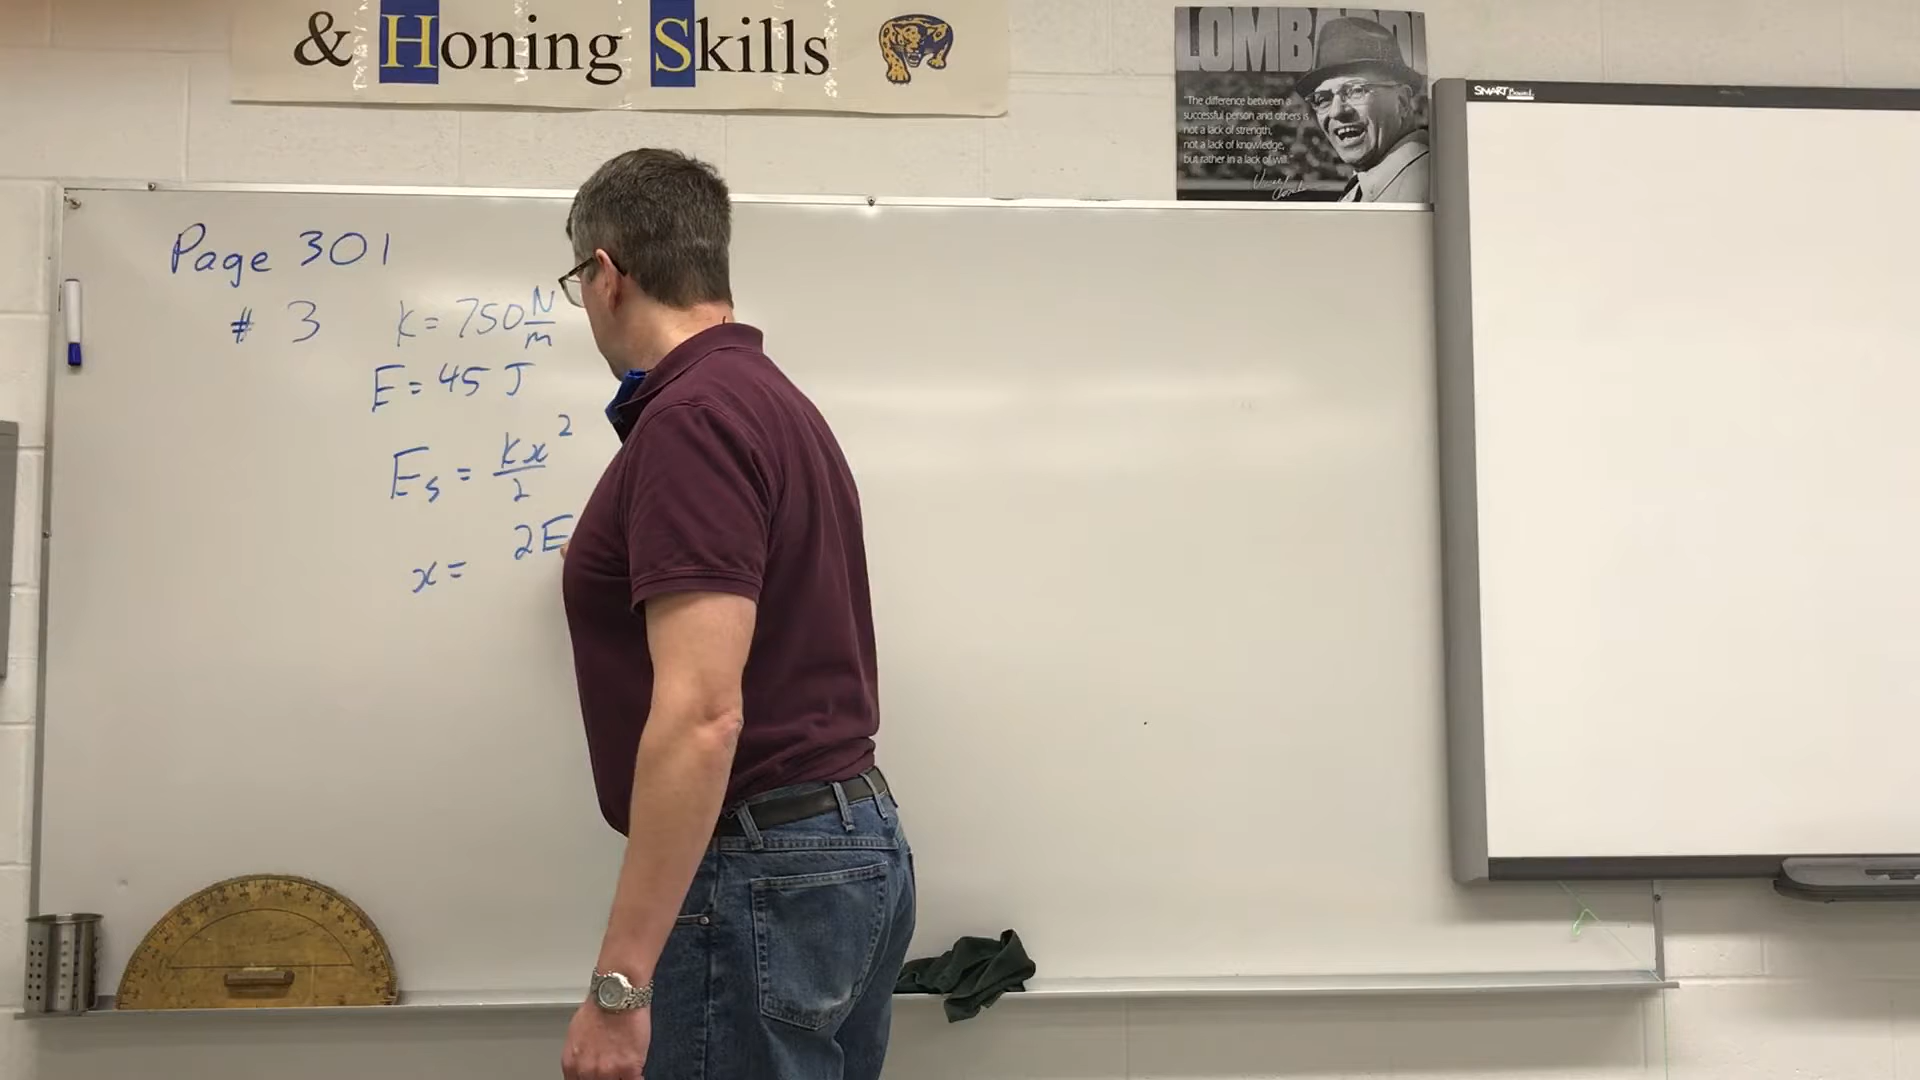 & Honing Skills
LOMBARDI
"The difference between a
successful person and others is
not a lack of strength,
not a lack of knowledge,
but rather in a lack of will."
SMART Board
Page 301
# 3 k = 750 N/m
E = 45 J
Es = kx²/2
x = 2E